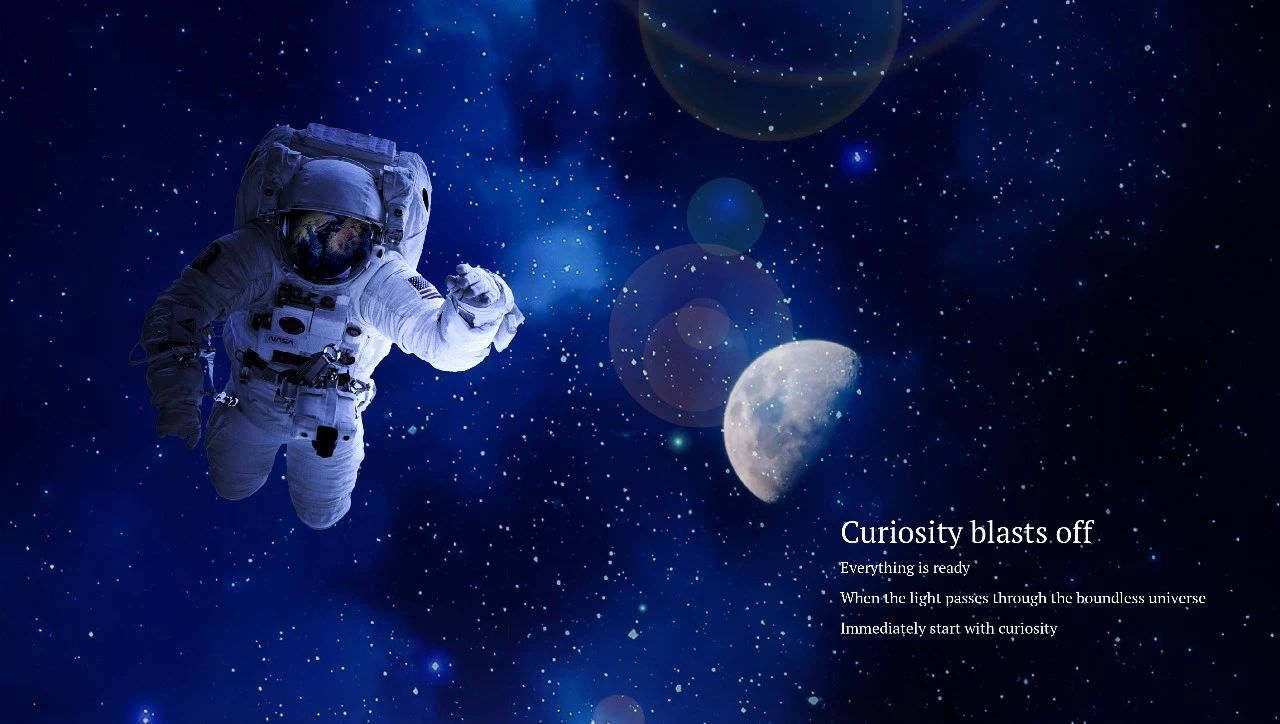 NASA
Curiosity blasts off
Everything is ready
When the light passes through the boundless universe
Immediately start with curiosity